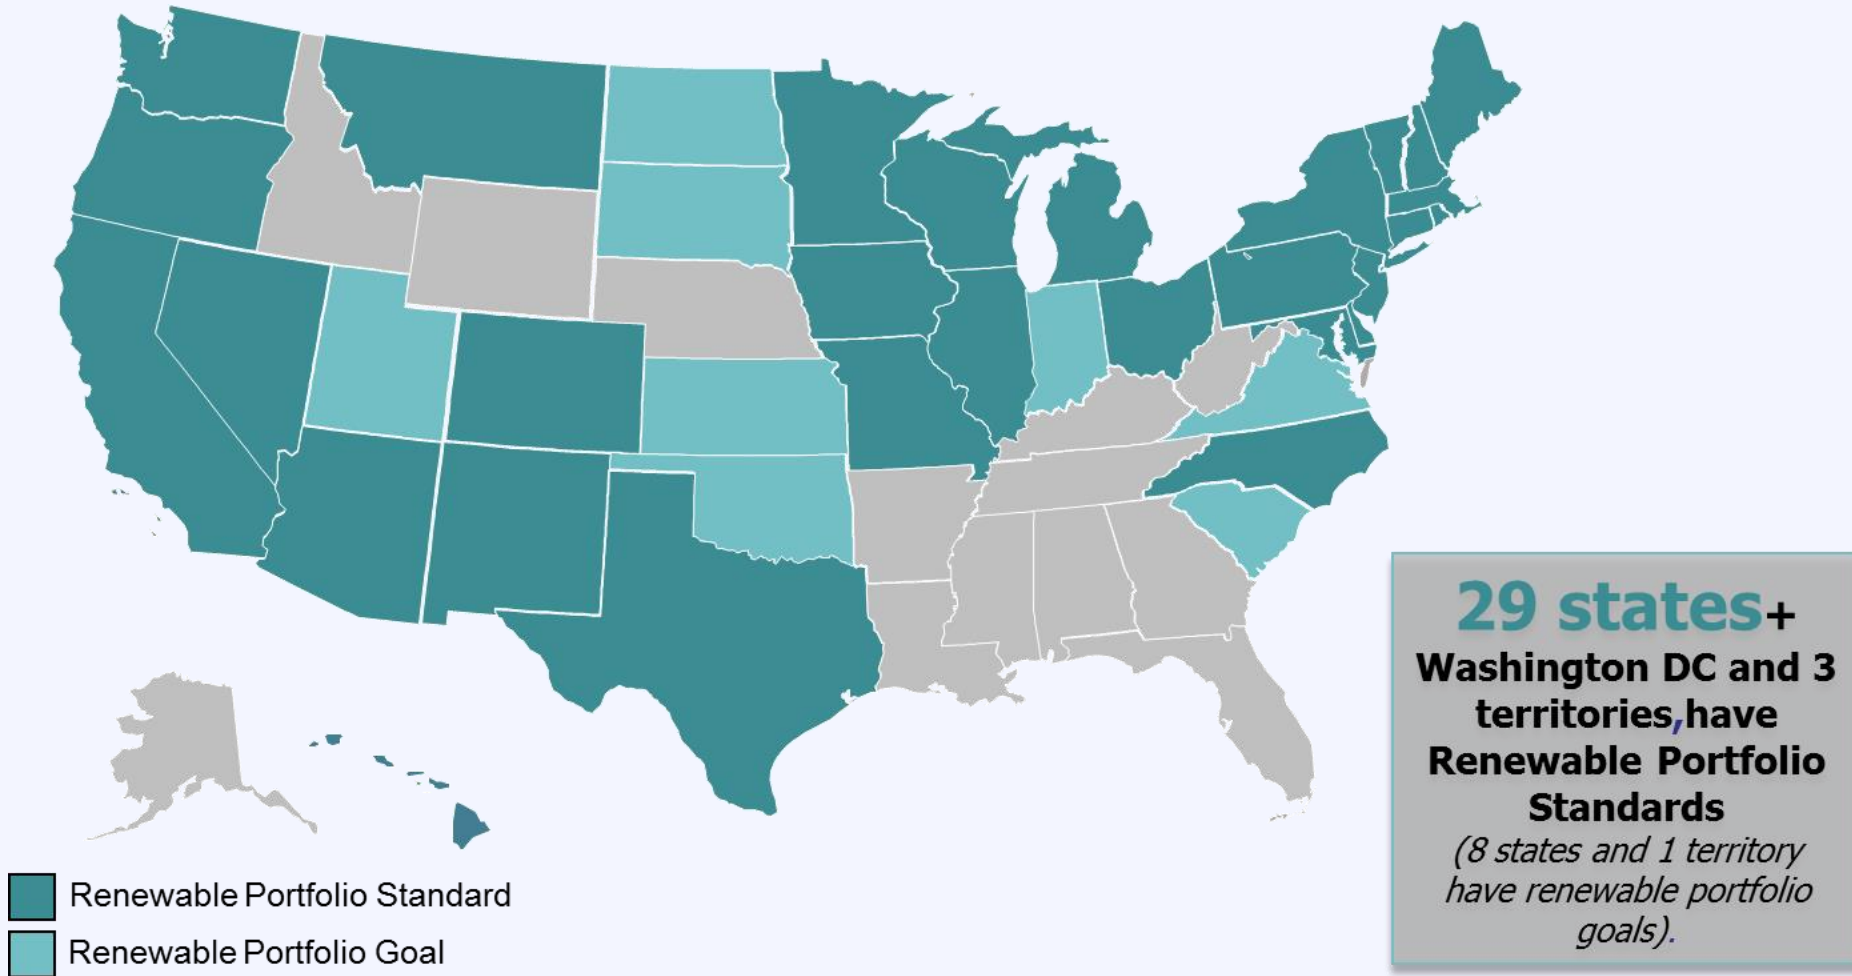 29 states+
Washington DC and 3
territories,have
Renewable Portfolio
Standards
(8 states and 1 territory
have renewable portfolio
goals).
Renewable Portfolio Standard
Renewable Portfolio Goal